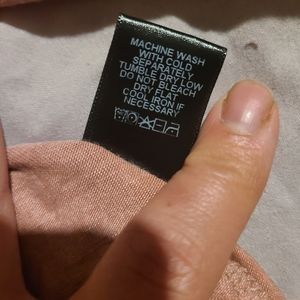 MACHINE WASH
WITH COLD
SEPARATELY
TUMBLE DRY LOW
DO NOT BLEACH
DRY FLAT
COOL IRON IF
NECESSARY